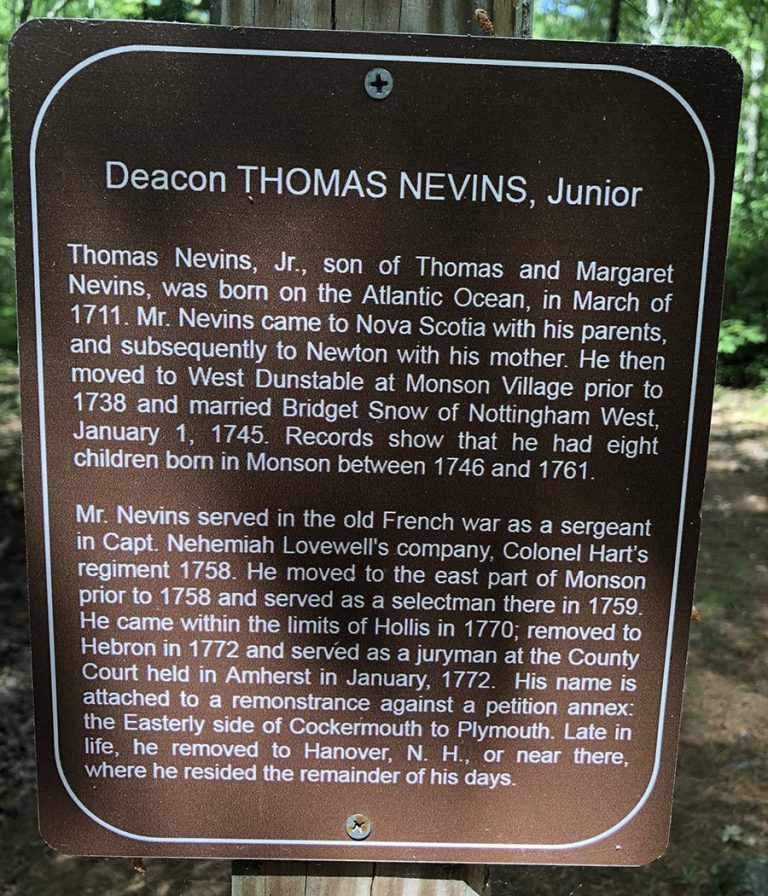 Deacon THOMAS NEVINS, Junior
Thomas Nevins, Jr., son of Thomas and Margaret
Nevins, was born on the Atlantic Ocean, in March of
1711. Mr. Nevins came to Nova Scotia with his parents,
and subsequently to Newton with his mother. He then
moved to West Dunstable at Monson Village prior to
1738 and married Bridget Snow of Nottingham West,
January 1, 1745. Records show that he had eight
children born in Monson between 1746 and 1761.
Mr. Nevins served in the old French war as a sergeant
in Capt. Nehemiah Lovewell's company, Colonel Hart's
regiment 1758. He moved to the east part of Monson
prior to 1758 and served as a selectman there in 1759.
He came within the limits of Hollis in 1770; removed to
Hebron in 1772 and served as a juryman at the County
Court held in Amherst in January, 1772. His name is
attached to a remonstrance against a petition annex:
the Easterly side of Cockermouth to Plymouth. Late in
life, he removed to Hanover, N. H., or near there,
where he resided the remainder of his days.